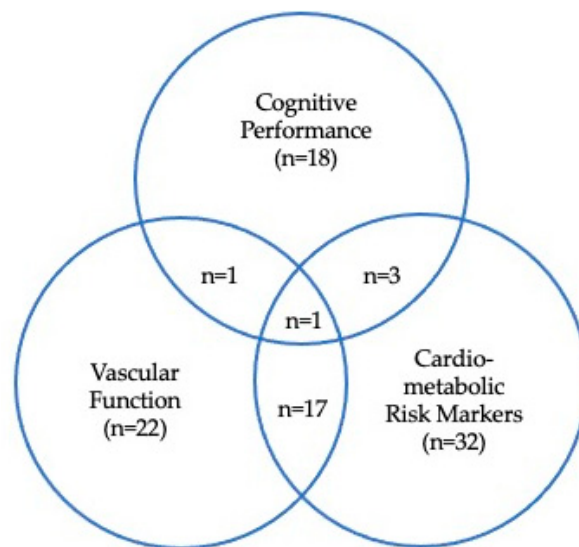 Cognitive
Performance
(n=18)
n=1
n=3
n=1
Vascular
Function
(n=22)
n=17
Cardio-
metabolic
Risk Markers
(n=32)